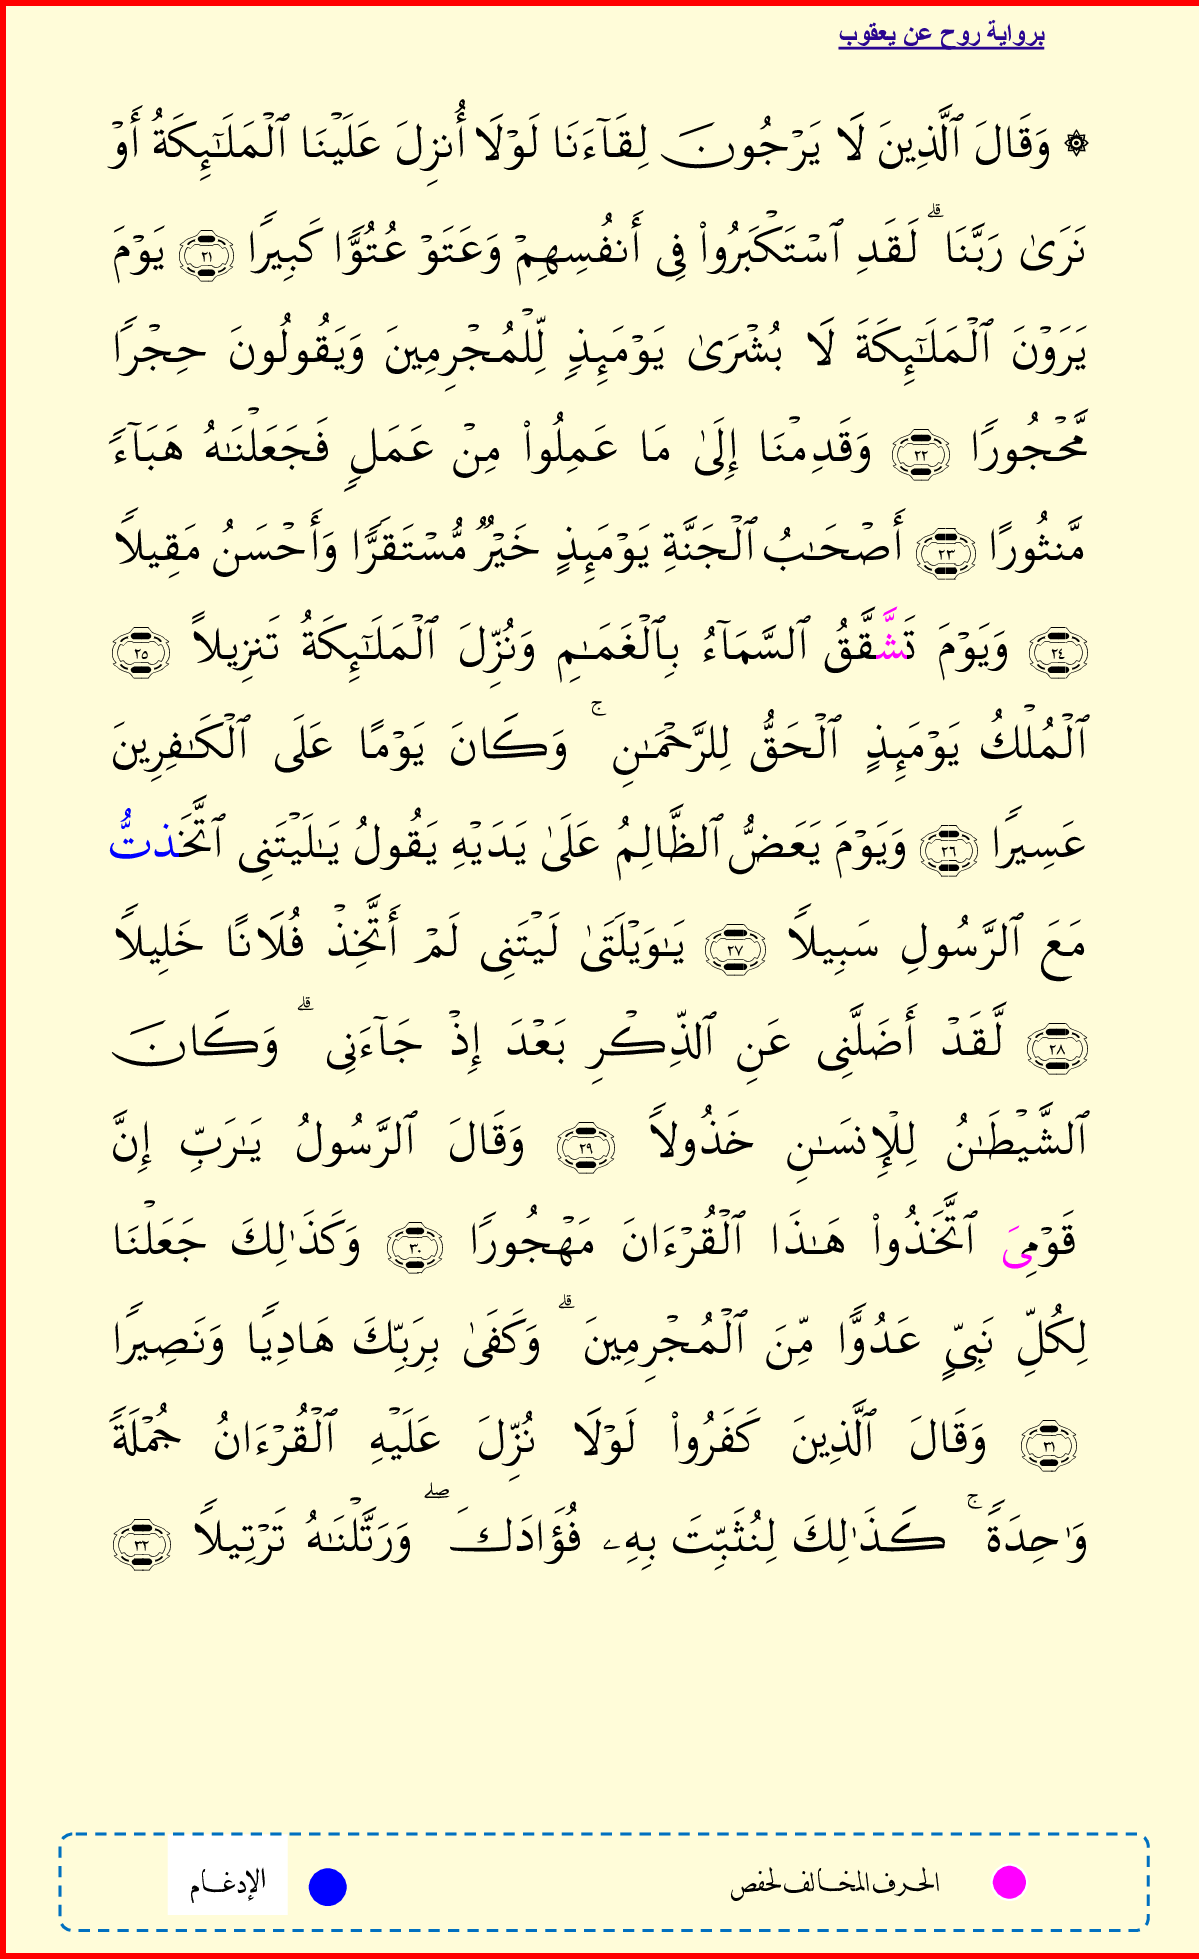 برواية روح عن يعقوب
۞ وَقَالَ ٱلَّذِينَ لَا يَرْجُونَ لِقَآءَنَا لَوْلَا أُنزِلَ عَلَيْنَا ٱلْمَلَـٰٓئِكَةُ أَوْ
نَرَىٰ رَبَّنَا ۗ لَقَدِ ٱسْتَكْبَرُوا۟ فِى أَنفُسِهِمْ وَعَتَوْ عُتُوًّا كَبِيرًا ٢١ يَوْمَ
يَرَوْنَ ٱلْمَلَـٰٓئِكَةَ لَا بُشْرَىٰ يَوْمَئِذٍ لِّلْمُجْرِمِينَ وَيَقُولُونَ حِجْرًا
مَّحْجُورًا ٢٢ وَقَدِمْنَا إِلَىٰ مَا عَمِلُوا۟ مِنْ عَمَلٍ فَجَعَلْنَـٰهُ هَبَآءً
مَّنثُورًا ٢٣ أَصْحَـٰبُ ٱلْجَنَّةِ يَوْمَئِذٍ خَيْرٌ مُّسْتَقَرًّا وَأَحْسَنُ مَقِيلًا
٢٤ وَيَوْمَ تَشَّقَّقُ ٱلسَّمَآءُ بِٱلْغَمَـٰمِ وَنُزِّلَ ٱلْمَلَـٰٓئِكَةُ تَنزِيلًا ٢٥
ٱلْمُلْكُ يَوْمَئِذٍ ٱلْحَقُّ لِلرَّحْمَـٰنِ ۚ وَكَانَ يَوْمًا عَلَى ٱلْكَـٰفِرِينَ
عَسِيرًا ٢٦ وَيَوْمَ يَعَضُّ ٱلظَّالِمُ عَلَىٰ يَدَيْهِ يَقُولُ يَـٰلَيْتَنِى ٱتَّخَذتُّ
مَعَ ٱلرَّسُولِ سَبِيلًا ٢٧ يَـٰوَيْلَتَىٰ لَيْتَنِى لَمْ أَتَّخِذْ فُلَانًا خَلِيلًا
٢٨ لَّقَدْ أَضَلَّنِى عَنِ ٱلذِّكْرِ بَعْدَ إِذْ جَآءَنِى ۗ وَكَانَ
ٱلشَّيْطَـٰنُ لِلْإِنسَـٰنِ خَذُولًا ٢٩ وَقَالَ ٱلرَّسُولُ يَـٰرَبِّ إِنَّ
قَوْمِىَ ٱتَّخَذُوا۟ هَـٰذَا ٱلْقُرْءَانَ مَهْجُورًا ٣٠ وَكَذَٰلِكَ جَعَلْنَا
لِكُلِّ نَبِىٍّ عَدُوًّا مِّنَ ٱلْمُجْرِمِينَ ۗ وَكَفَىٰ بِرَبِّكَ هَادِيًا وَنَصِيرًا
٣١ وَقَالَ ٱلَّذِينَ كَفَرُوا۟ لَوْلَا نُزِّلَ عَلَيْهِ ٱلْقُرْءَانُ جُمْلَةً
وَٰحِدَةً ۚ كَذَٰلِكَ لِنُثَبِّتَ بِهِۦ فُؤَادَكَ ۖ وَرَتَّلْنَـٰهُ تَرْتِيلًا ٣٢
الحرف المخالف لحفص
الإدغام